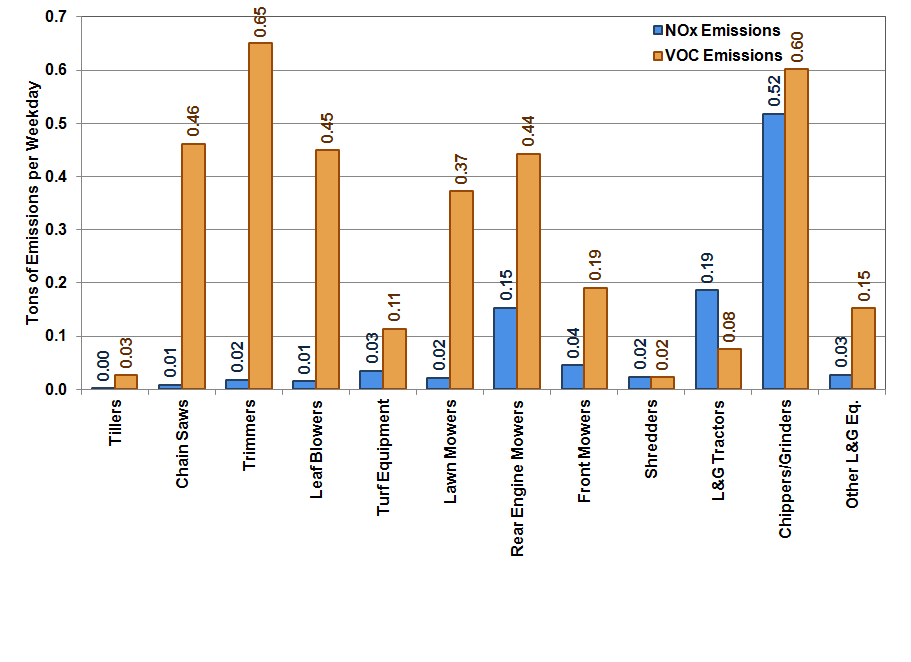 NOx Emissions
VOC Emissions
Tons of Emissions per Weekday
0.7
0.6
0.5
0.4
0.3
0.2
0.1
0.0
0.00
0.03
0.01
0.46
0.02
0.65
0.01
0.45
0.03
0.11
0.02
0.37
0.15
0.44
0.04
0.19
0.02
0.02
0.19
0.08
0.52
0.60
0.03
0.15
Tillers
Chain Saws
Trimmers
Leaf Blowers
Turf Equipment
Lawn Mowers
Rear Engine Mowers
Front Mowers
Shredders
L&G Tractors
Chippers/Grinders
Other L&G Eq.